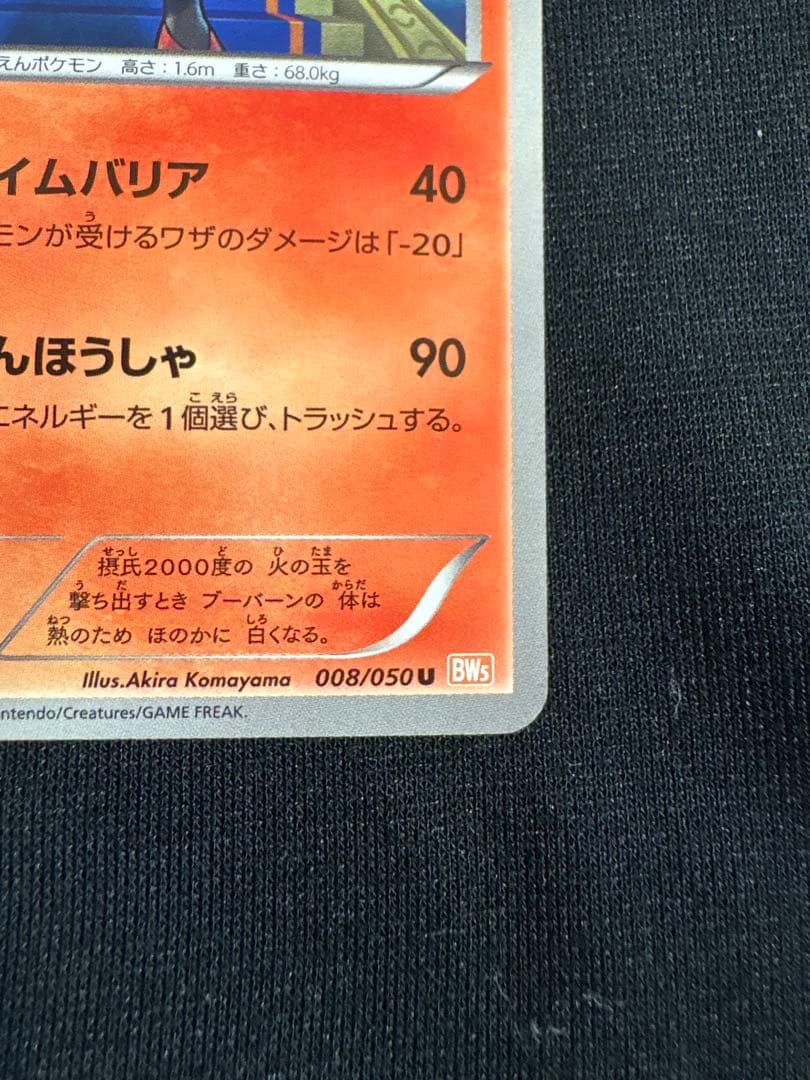 えんポケモン 高さ：1.6m 重さ：68.0kg
イムバリア 40
モンが受けるワザのダメージは「-20」
んほうしゃ 90
エネルギーを1個選び、トラッシュする。
摂氏2000度の 火の玉を
撃ち出すとき ブーバーンの 体は
熱のため ほのかに 白くなる。
Illus.Akira Komayama 008/050 U BW5
ntendo/Creatures/GAME FREAK.